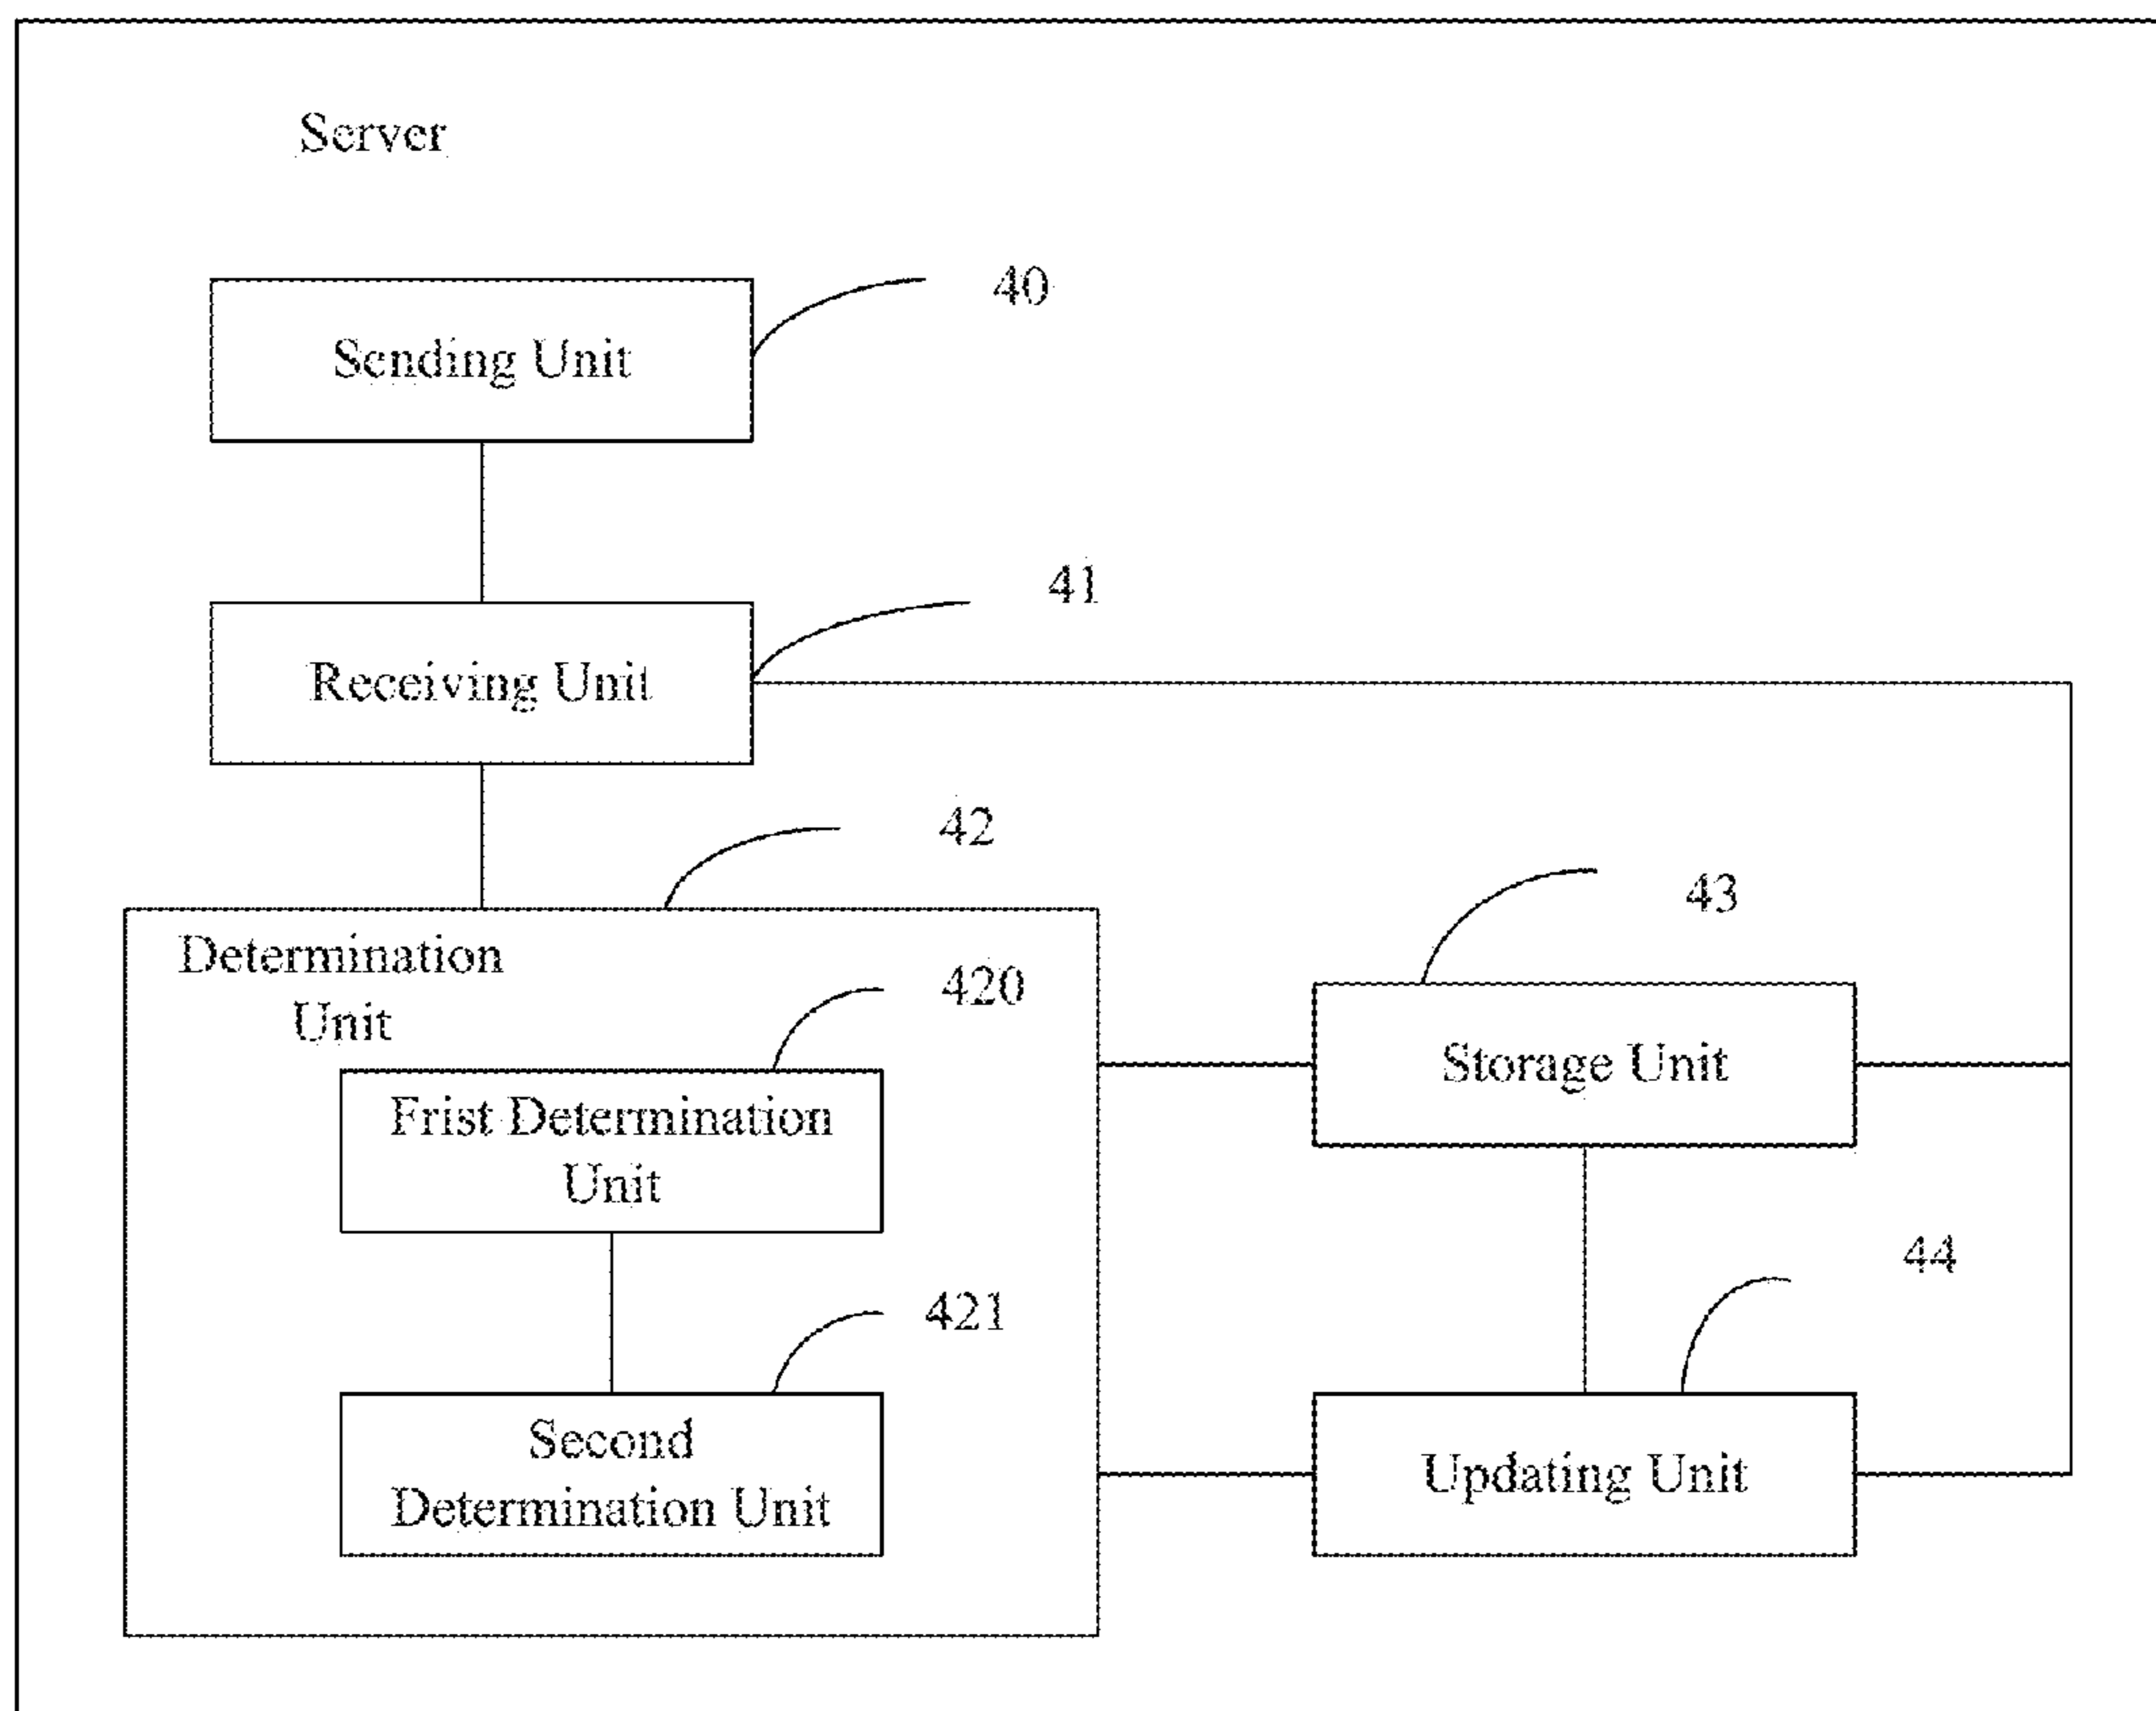 Server
40
Sending Unit
41
Receiving Unit
42
43
Determination
Unit
420
Storage Unit
Frist Determination
Unit
44
421
Second
Determination Unit
Updating Unit